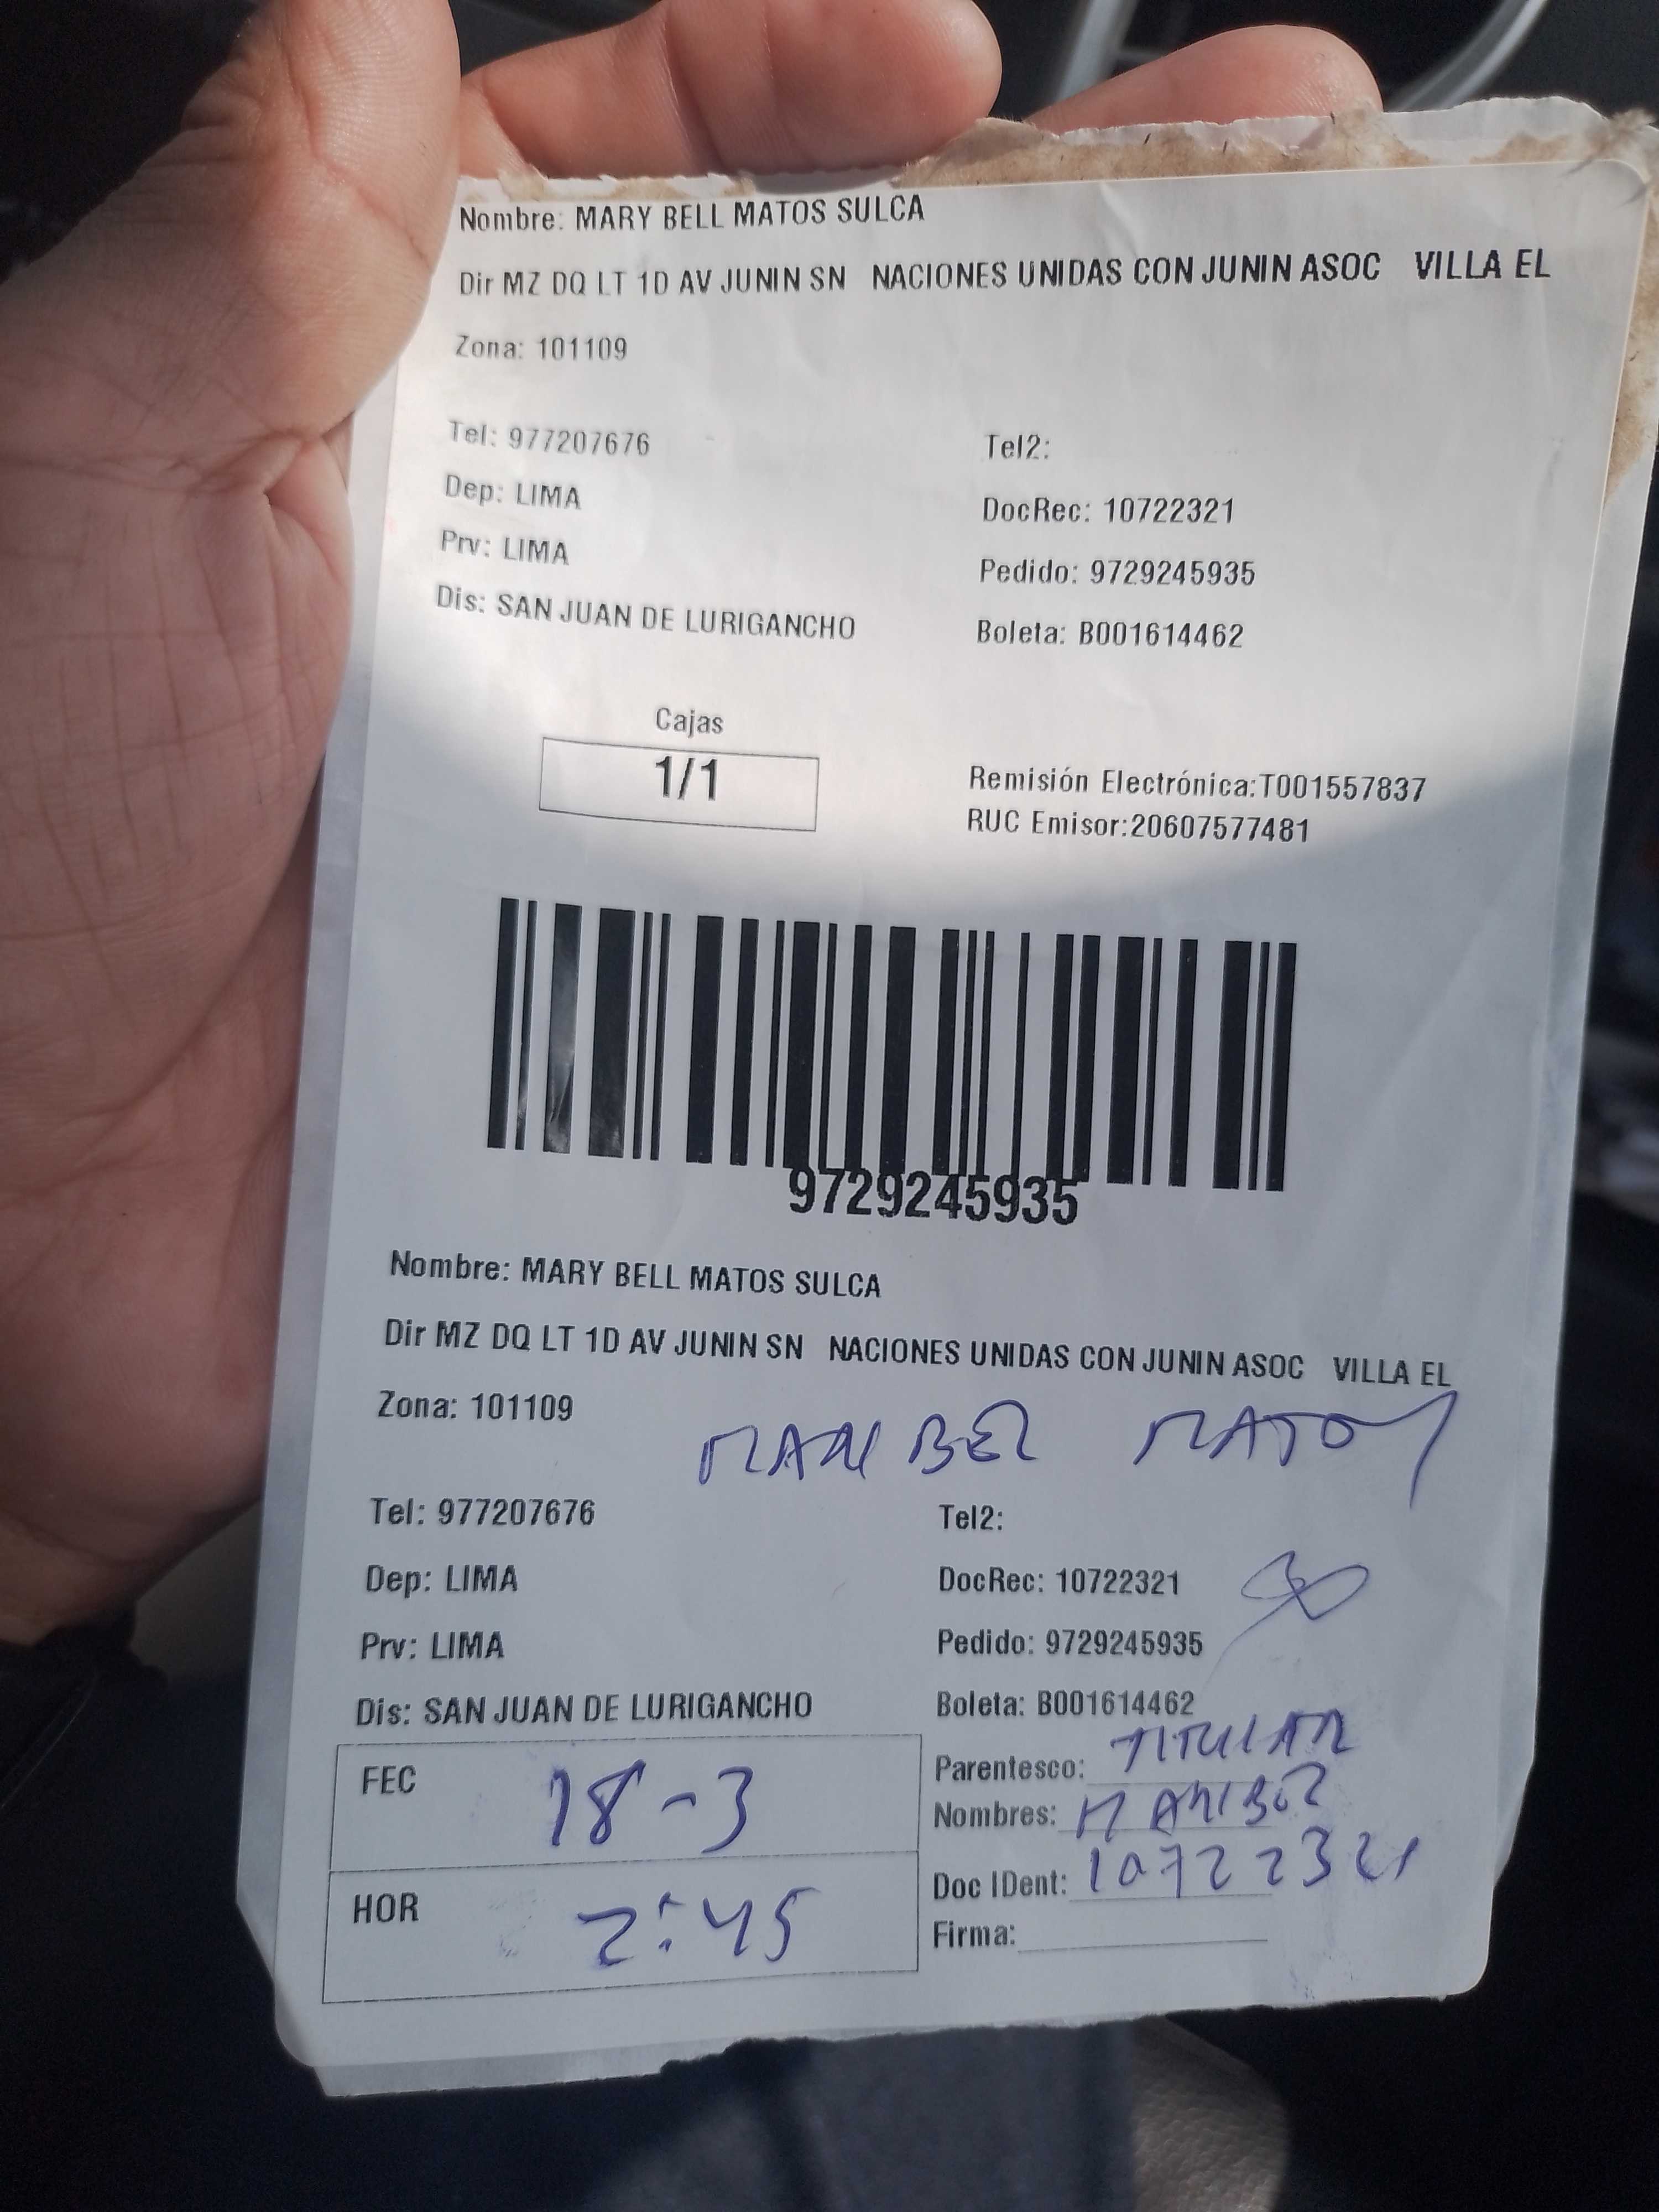 Nombre: MARY BELL MATOS SULCA
Dir MZ DQ LT 1D AV JUNIN SN NACIONES UNIDAS CON JUNIN ASOC VILLA EL
Zona: 101109
Tel: 977207676 Tel2:
Dep: LIMA DocRec: 10722321
Prv: LIMA Pedido: 9729245935
Dis: SAN JUAN DE LURIGANCHO Boleta: B001614462
Cajas
1/1
Remisión Electrónica:T001557837
RUC Emisor:20607577481
9729245935
Nombre: MARY BELL MATOS SULCA
Dir MZ DQ LT 1D AV JUNIN SN NACIONES UNIDAS CON JUNIN ASOC VILLA EL
Zona: 101109
MARIBEL MATOS
Tel: 977207676 Tel2:
Dep: LIMA DocRec: 10722321
Prv: LIMA Pedido: 9729245935
Dis: SAN JUAN DE LURIGANCHO Boleta: B001614462
FEC 18-3
HOR 2:45
Parentesco: TITULAR
Nombres: MARIBEL
Doc IDent: 10722321
Firma: